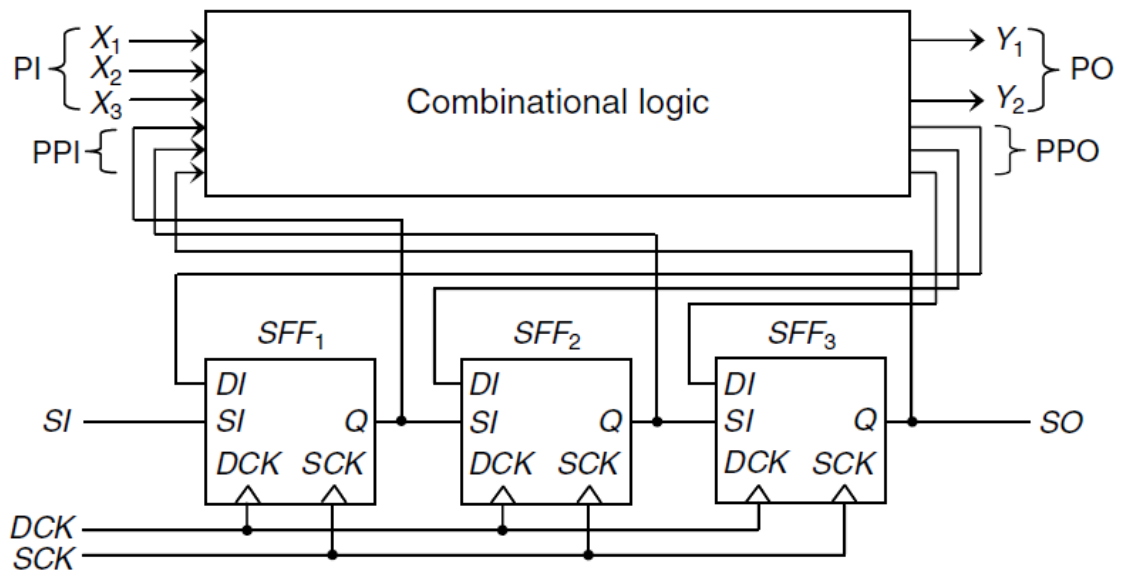 PI
X₁
X₂
X₃
PPI
Combinational logic
Y₁
Y₂
PO
PPO
SFF₁
SFF₂
SFF₃
SI
DI
SI
Q
DCK SCK
DI
SI
Q
DCK SCK
DI
SI
Q
DCK SCK
SO
DCK
SCK